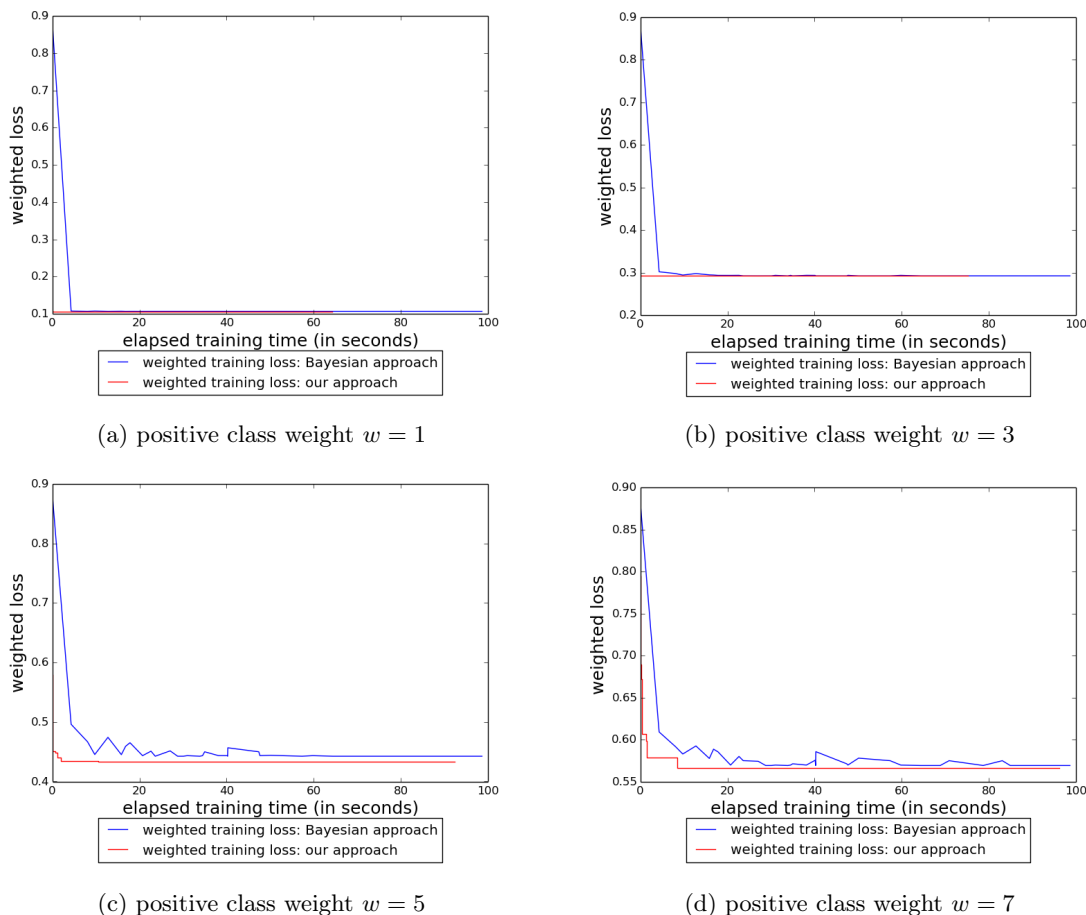 0.9
0.8
0.7
0.6
0.5
0.4
0.3
0.2
0.1
weighted loss
0 20 40 60 80 100
elapsed training time (in seconds)
weighted training loss: Bayesian approach
weighted training loss: our approach
(a) positive class weight w = 1
0.9
0.8
0.7
0.6
0.5
0.4
0.3
0.2
weighted loss
0 20 40 60 80 100
elapsed training time (in seconds)
weighted training loss: Bayesian approach
weighted training loss: our approach
(b) positive class weight w = 3
0.9
0.8
0.7
0.6
0.5
0.4
weighted loss
0 20 40 60 80 100
elapsed training time (in seconds)
weighted training loss: Bayesian approach
weighted training loss: our approach
(c) positive class weight w = 5
0.90
0.85
0.80
0.75
0.70
0.65
0.60
0.55
weighted loss
0 20 40 60 80 100
elapsed training time (in seconds)
weighted training loss: Bayesian approach
weighted training loss: our approach
(d) positive class weight w = 7